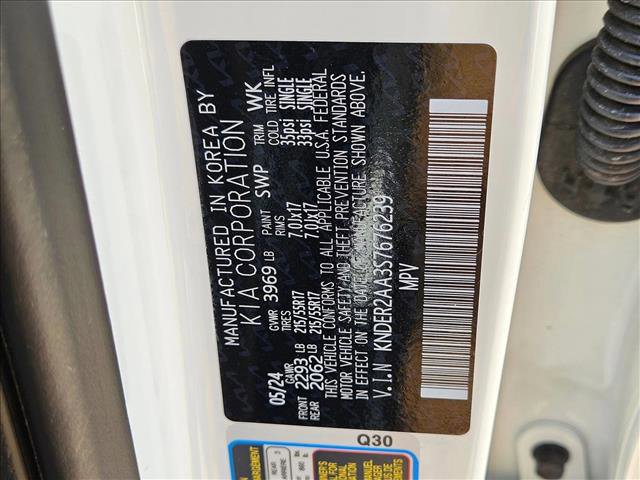 MANUFACTURED IN KOREA BY
KIA CORPORATION
05/24 GVWR 3969 LB PAINT SWP TRIM WK
GAWR TIRES RIMS COLD TIRE INFL
FRONT 2293 LB 215/55R17 7.0Jx17 35psi SINGLE
REAR 2062 LB 215/55R17 7.0Jx17 33psi SINGLE
THIS VEHICLE CONFORMS TO ALL APPLICABLE U.S.A. FEDERAL
MOTOR VEHICLE SAFETY AND THEFT PREVENTION STANDARDS
IN EFFECT ON THE DATE OF MANUFACTURE SHOWN ABOVE.
V.I.N KNDER2AA3S7676239
MPV
Q30
REAR 3